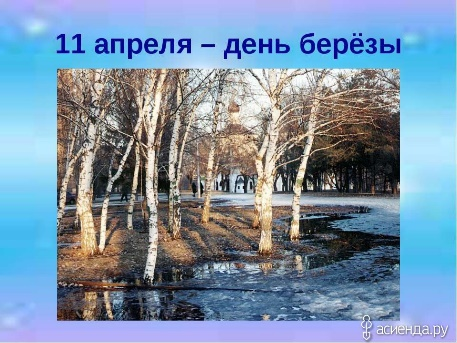 11 апреля – день берёзы
асиенда.ру